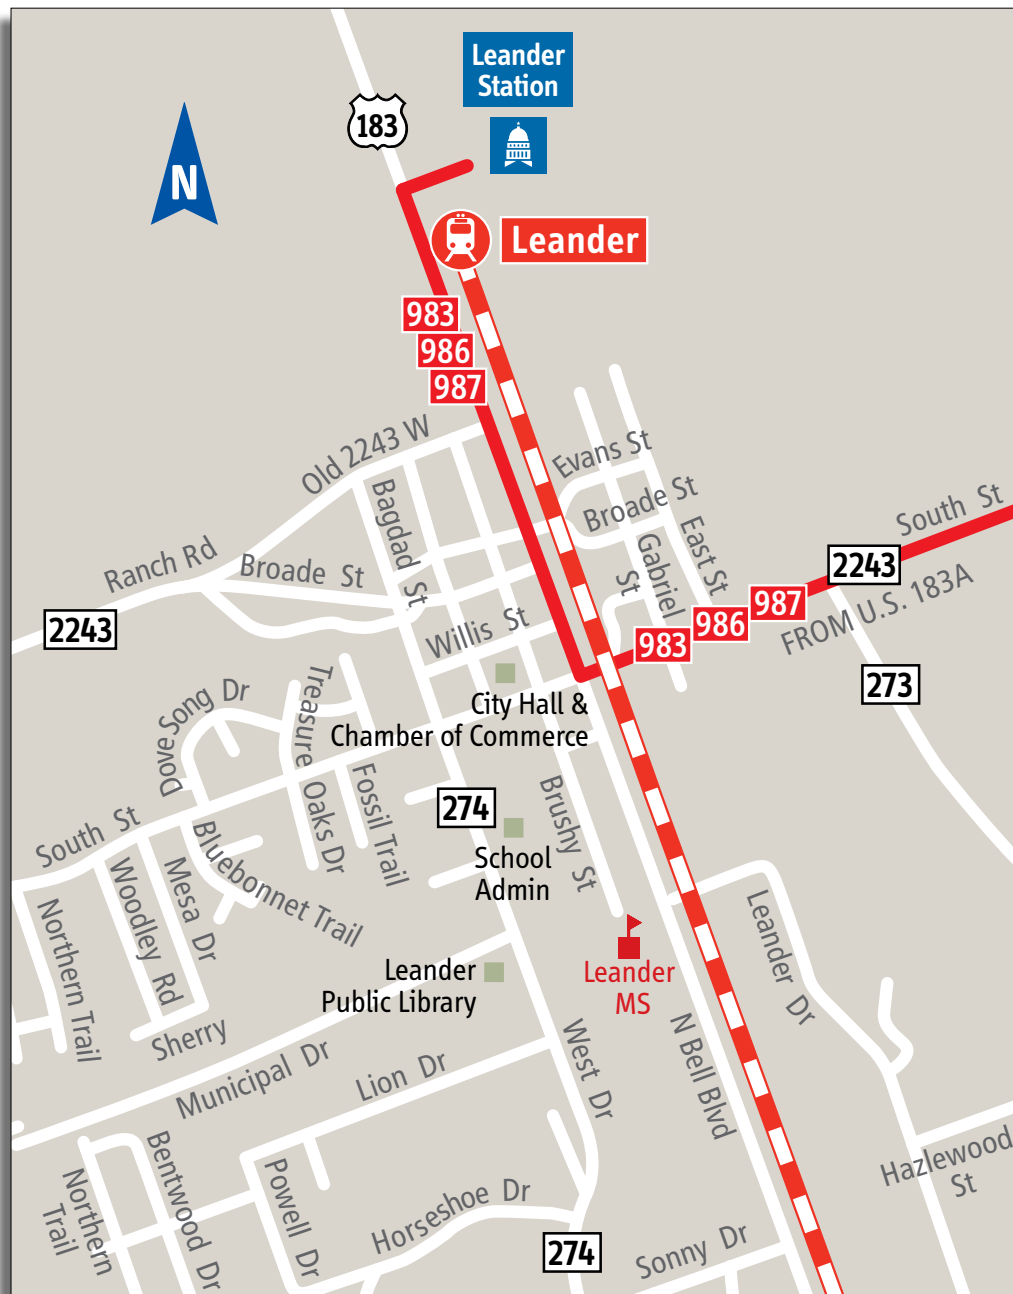 Leander
Station
183
N
Leander
983
986
987
Old 2243 W
Evans St
Broade St
South St
Bagdad St
East St
Gabriel
St
Ranch Rd
Broade St
2243
987
986
983
FROM U.S. 183A
2243
Willis St
273
City Hall &
Chamber of Commerce
Dove Song Dr
Treasure Oaks Dr
Fossil Trail
274
Brushy St
School
Admin
South St
Bluebonnet Trail
Mesa Dr
Woodley Rd
Northern Trail
Leander Dr
Leander
Public Library
Leander
MS
Sherry
Municipal Dr
Lion Dr
West Dr
N Bell Blvd
Hazlewood
St
Northern
Trail
Bentwood Dr
Powell Dr
Horseshoe Dr
274
Sonny Dr